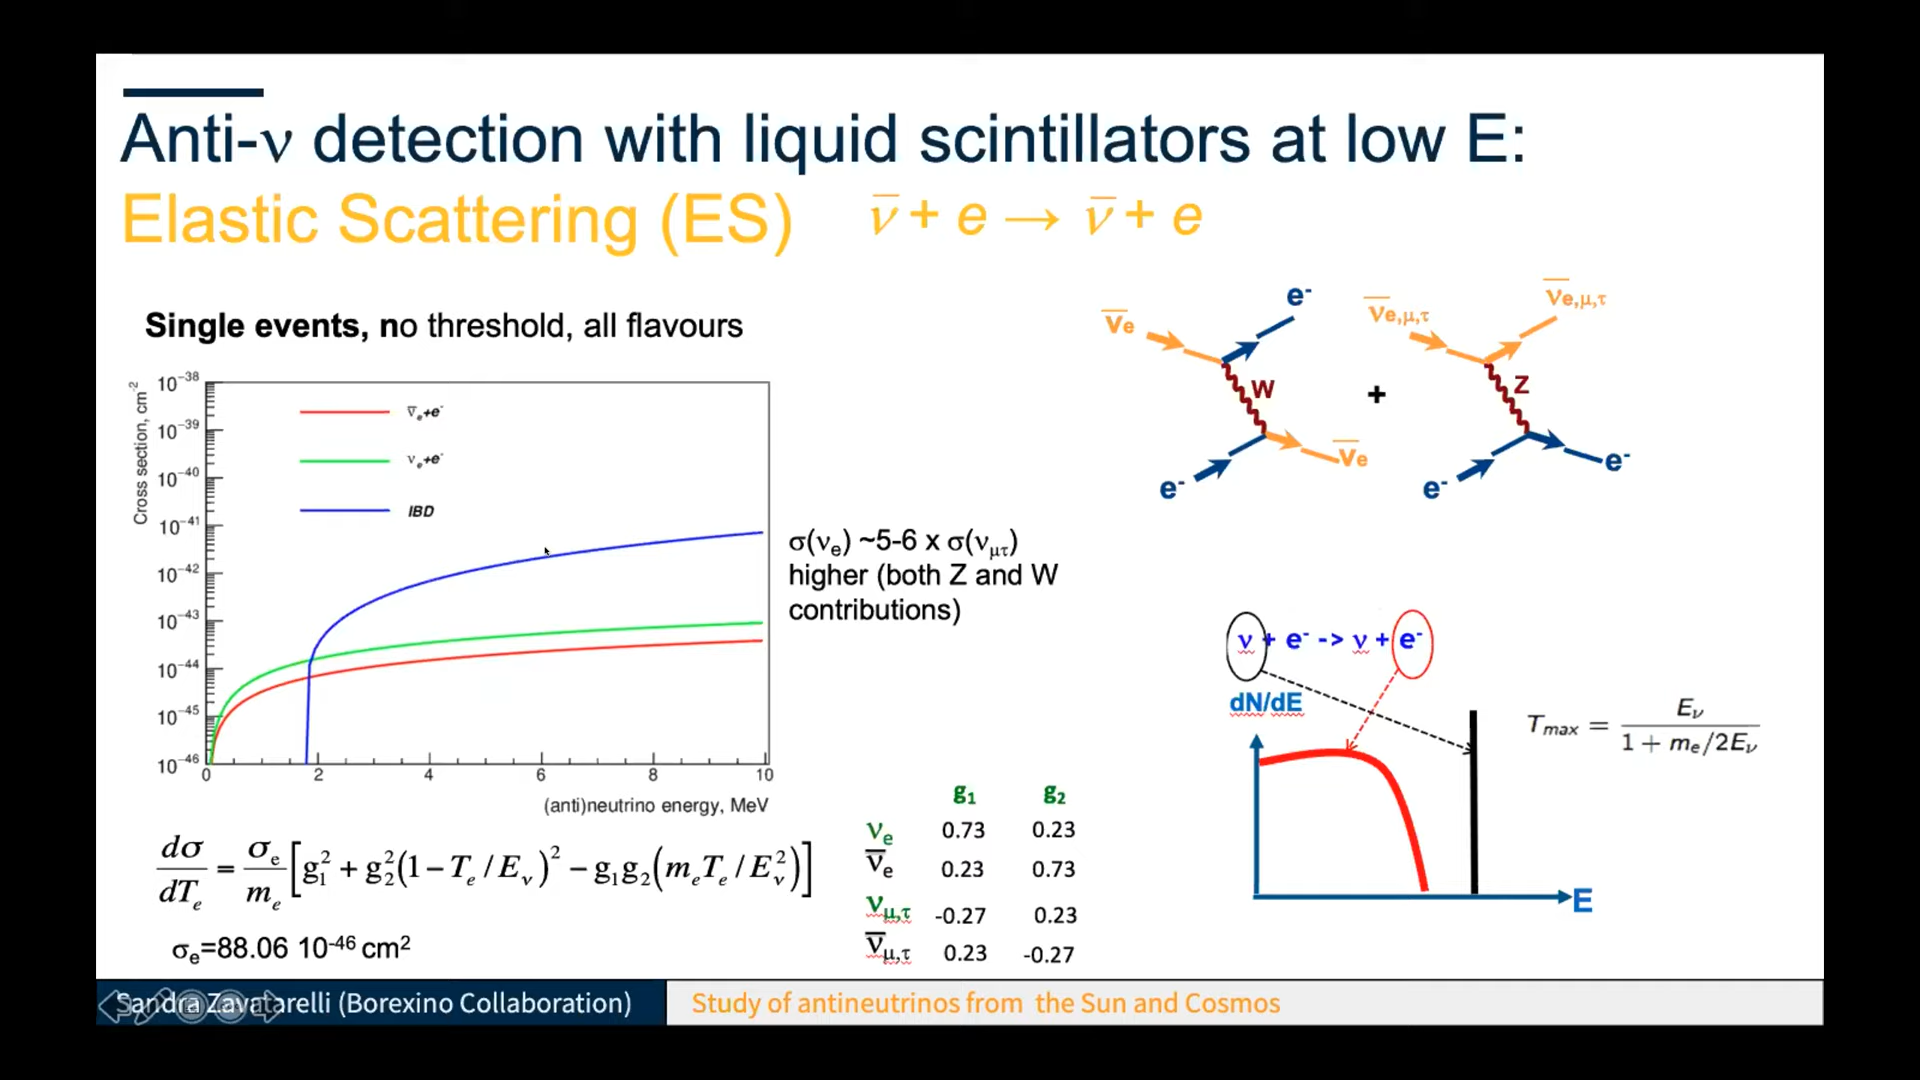 Anti-ν detection with liquid scintillators at low E:
Elastic Scattering (ES) ν̅ + e → ν̅ + e
Single events, no threshold, all flavours
Cross section, cm⁻²
10⁻³⁸
10⁻³⁹
10⁻⁴⁰
10⁻⁴¹
10⁻⁴²
10⁻⁴³
10⁻⁴⁴
10⁻⁴⁵
10⁻⁴⁶
ν̅ₑ+e⁻
νₑ+e⁻
IBD
0 2 4 6 8 10
(anti)neutrino energy, MeV
σ(νₑ) ~5-6 x σ(ν_μτ)
higher (both Z and W
contributions)
ν̅e
e⁻
W
e⁻
ν̅e
+
ν̅e,μ,τ
ν̅e,μ,τ
Z
e⁻
e⁻
ν + e⁻ -> ν + e⁻
dN/dE
E
T_max = E_ν / (1 + m_e/2E_ν)
dσ/dT_e = σ_e/m_e [g₁² + g₂²(1 − T_e/E_ν)² − g₁g₂(m_eT_e/E_ν²)]
σₑ=88.06 10⁻⁴⁶ cm²
g₁ g₂
νe 0.73 0.23
ν̅e 0.23 0.73
νμ,τ -0.27 0.23
ν̅μ,τ 0.23 -0.27
Sandra Zavatarelli (Borexino Collaboration)
Study of antineutrinos from the Sun and Cosmos